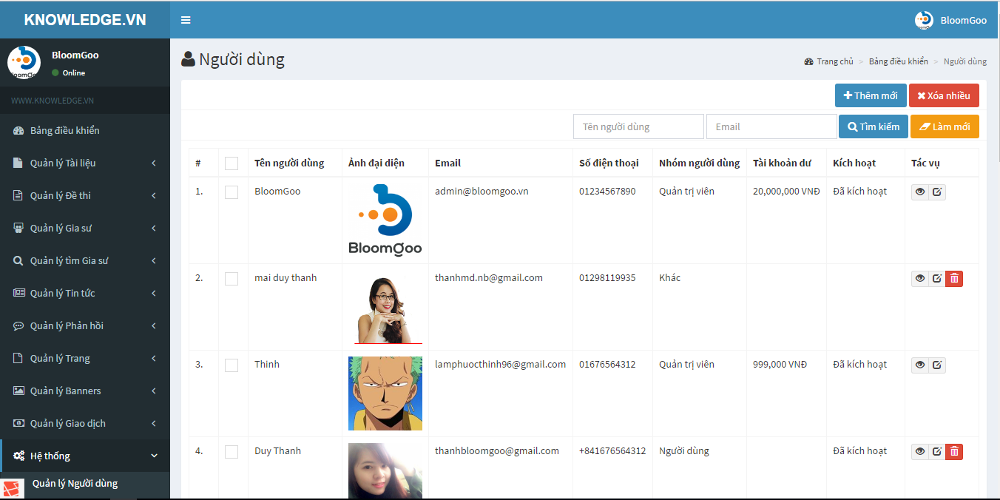 KNOWLEDGE.VN
BloomGoo
BloomGoo
Online
WWW.KNOWLEDGE.VN
Bảng điều khiển
Quản lý Tài liệu
Quản lý Đề thi
Quản lý Gia sư
Quản lý tìm Gia sư
Quản lý Tin tức
Quản lý Phản hồi
Quản lý Trang
Quản lý Banners
Quản lý Giao dịch
Hệ thống
Quản lý Người dùng
Người dùng
Trang chủ > Bảng điều khiển > Người dùng
Thêm mới Xóa nhiều
Tên người dùng Email Tìm kiếm Làm mới
# Tên người dùng Ảnh đại diện Email Số điện thoại Nhóm người dùng Tài khoản dư Kích hoạt Tác vụ
1. BloomGoo admin@bloomgoo.vn 01234567890 Quản trị viên 20,000,000 VNĐ Đã kích hoạt
BloomGoo
2. mai duy thanh thanhmd.nb@gmail.com 01298119935 Khác
3. Thinh lamphuocthinh96@gmail.com 01676564312 Quản trị viên 999,000 VNĐ Đã kích hoạt
4. Duy Thanh thanhbloomgoo@gmail.com +841676564312 Người dùng Đã kích hoạt